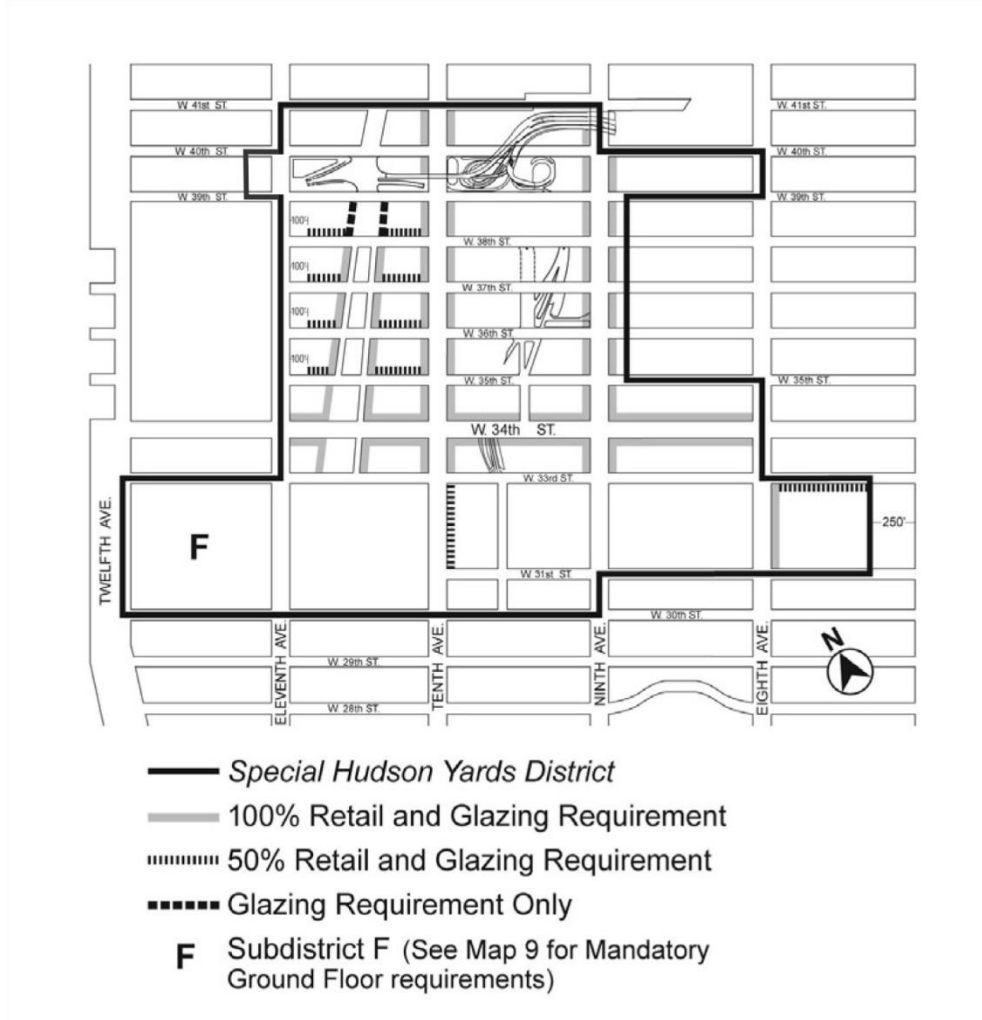 W. 41st ST.
W. 41st ST.
W. 40th ST.
W. 40th ST.
W. 39th ST.
W. 39th ST.
100'
W. 38th ST.
100'
W. 37th ST.
100'
W. 36th ST.
100'
W. 35th ST.
W. 35th ST.
W. 34th ST.
W. 33rd ST.
TWELFTH AVE.
F
250'
W. 31st ST.
W. 30th ST.
ELEVENTH AVE.
TENTH AVE.
NINTH AVE.
EIGHTH AVE.
N
W. 29th ST.
W. 28th ST.
Special Hudson Yards District
100% Retail and Glazing Requirement
50% Retail and Glazing Requirement
Glazing Requirement Only
F Subdistrict F (See Map 9 for Mandatory
Ground Floor requirements)